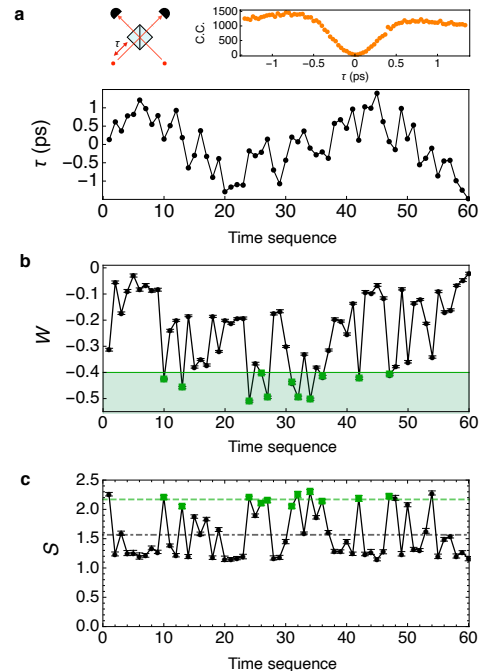 a
τ
C.C.
1500
1000
500
0
−1 −0.5 0 0.5 1
τ (ps)
τ (ps)
1
0.5
0
−0.5
−1
0 10 20 30 40 50 60
Time sequence
b
W
0
−0.1
−0.2
−0.3
−0.4
−0.5
0 10 20 30 40 50 60
Time sequence
c
S
2.5
2.0
1.5
1.0
0.5
0.0
0 10 20 30 40 50 60
Time sequence